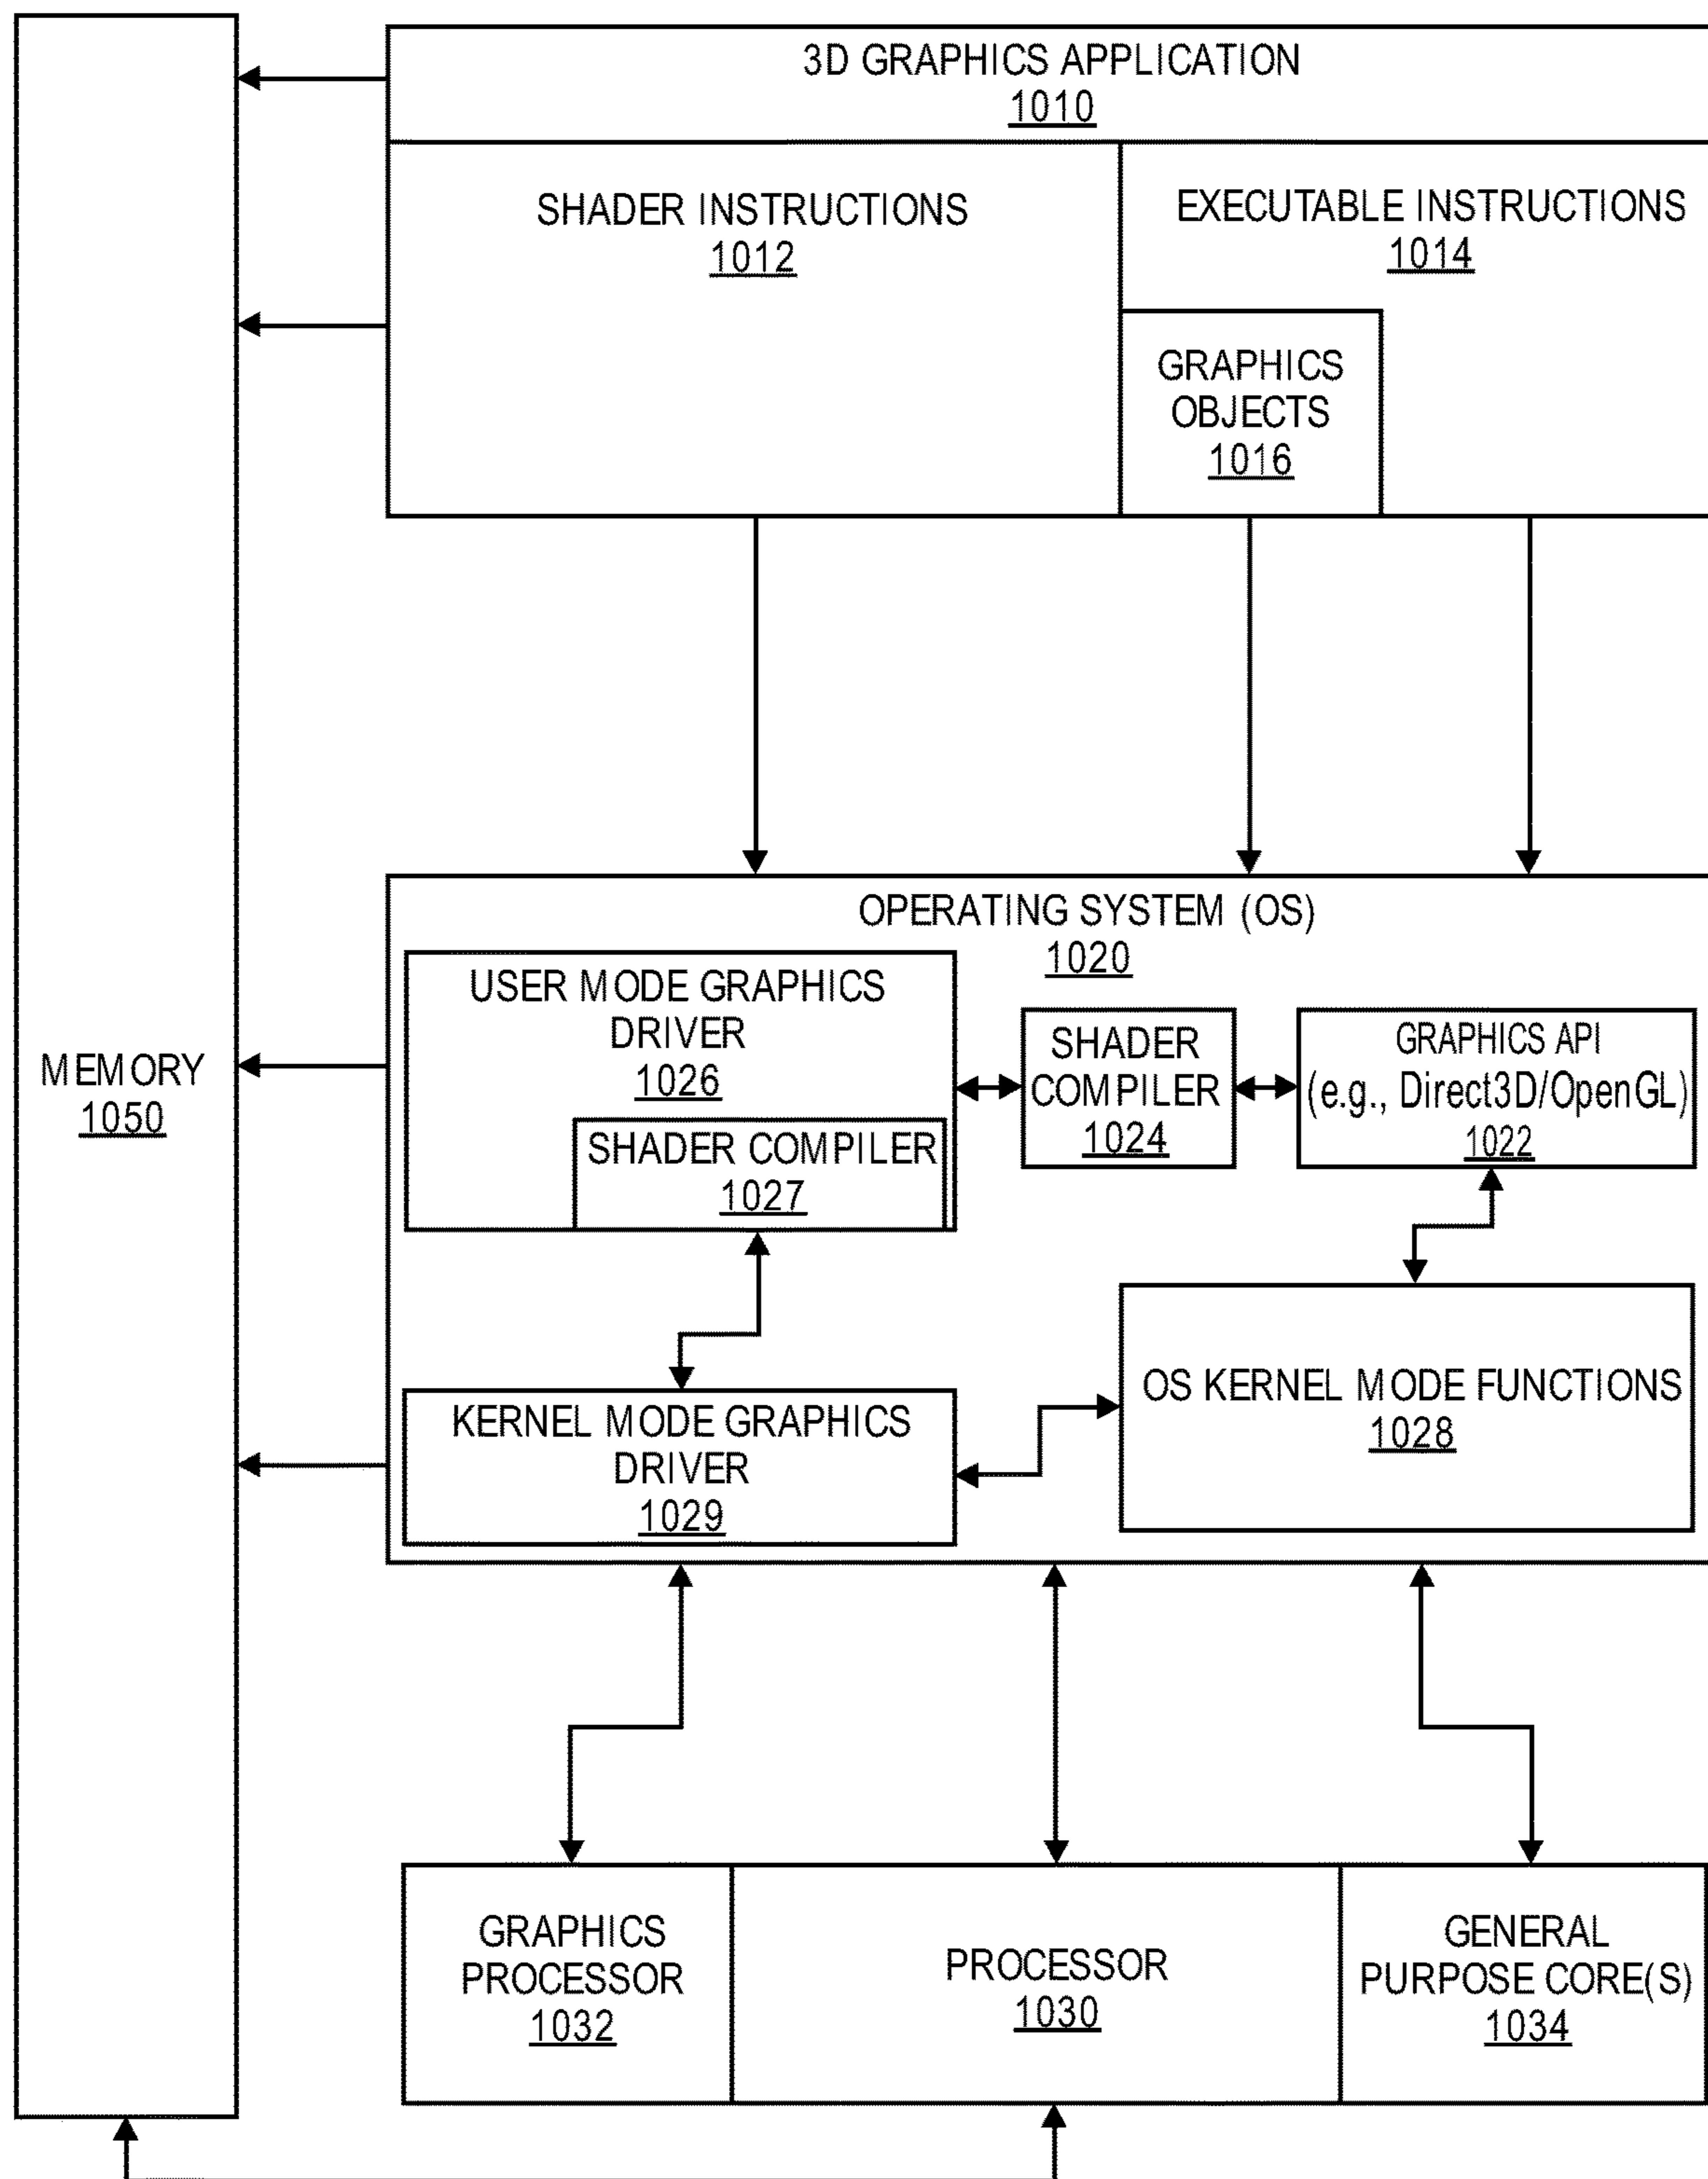 3D GRAPHICS APPLICATION
1010
SHADER INSTRUCTIONS
1012
EXECUTABLE INSTRUCTIONS
1014
GRAPHICS
OBJECTS
1016
MEMORY
1050
OPERATING SYSTEM (OS)
1020
USER MODE GRAPHICS
DRIVER
1026
SHADER COMPILER
1027
SHADER
COMPILER
1024
GRAPHICS API
(e.g., Direct3D/OpenGL)
1022
KERNEL MODE GRAPHICS
DRIVER
1029
OS KERNEL MODE FUNCTIONS
1028
GRAPHICS
PROCESSOR
1032
PROCESSOR
1030
GENERAL
PURPOSE CORE(S)
1034